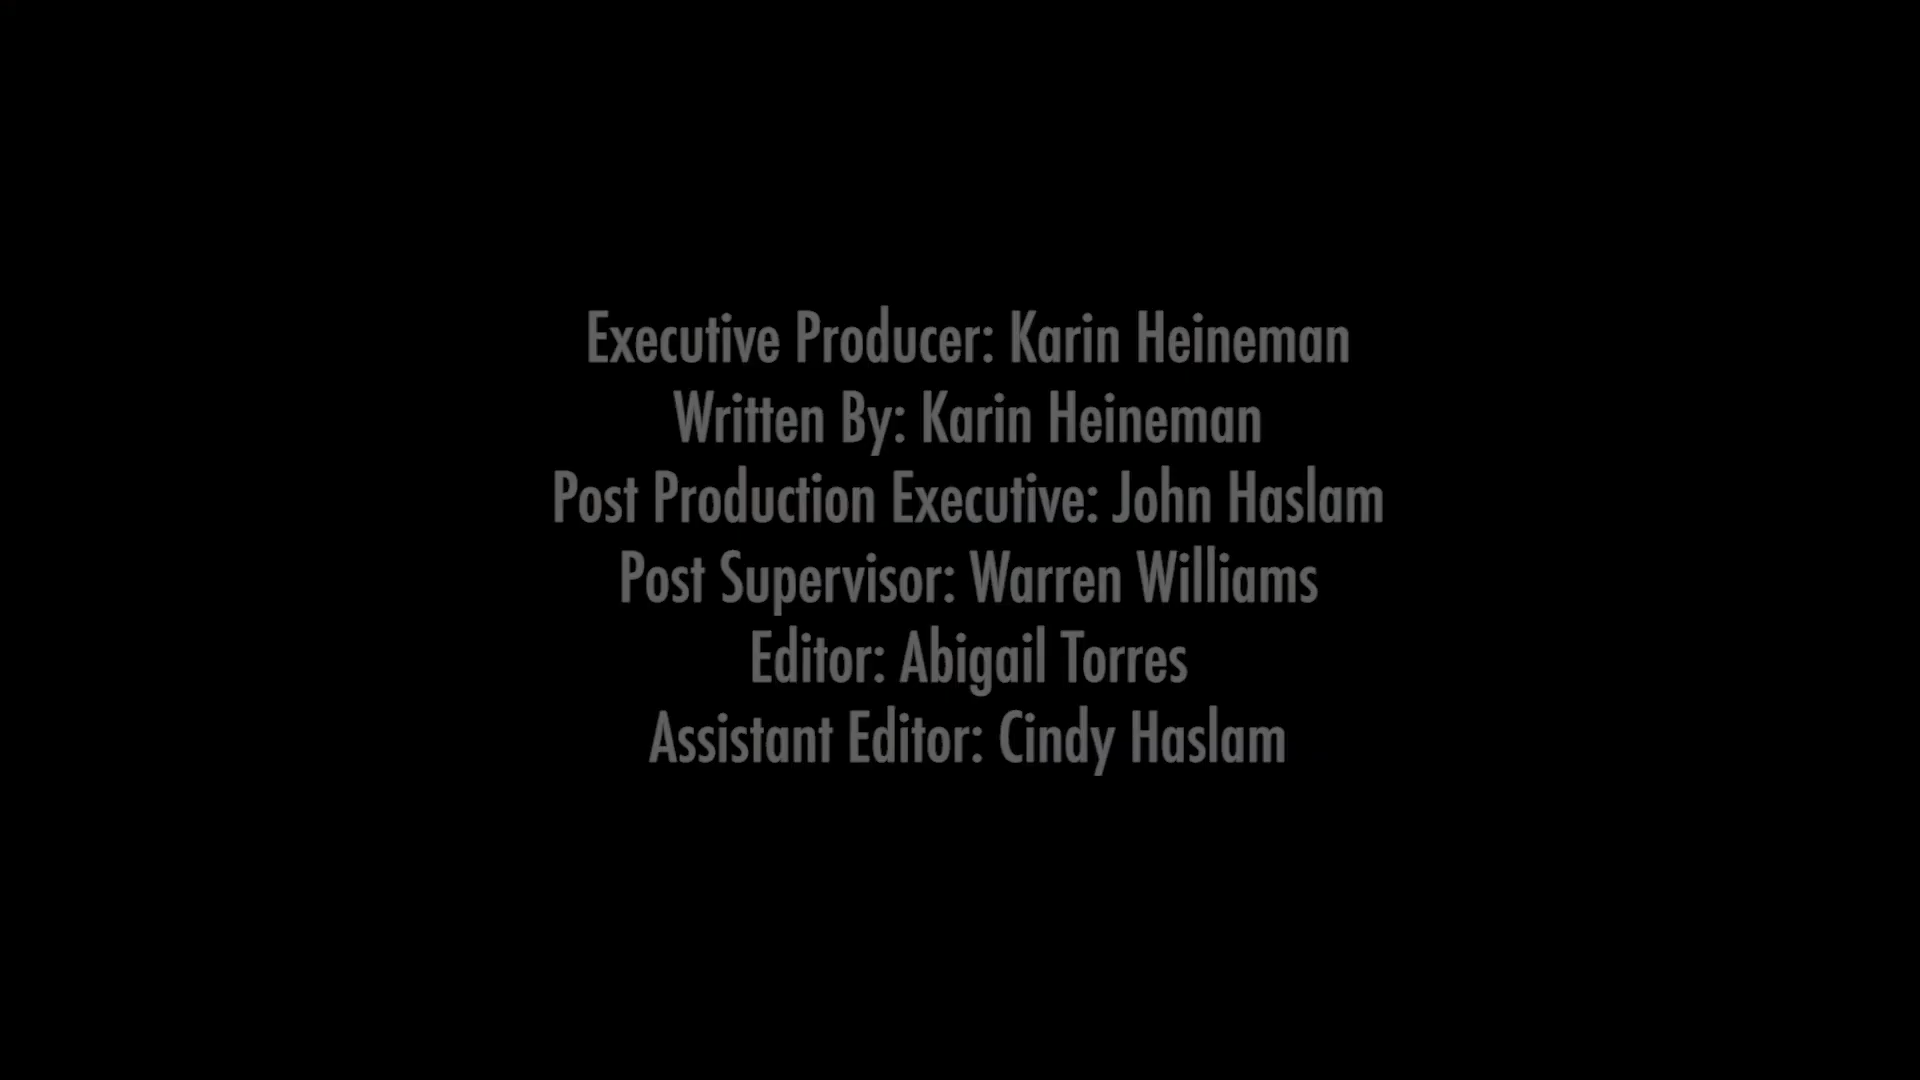 Executive Producer: Karin Heineman
Written By: Karin Heineman
Post Production Executive: John Haslam
Post Supervisor: Warren Williams
Editor: Abigail Torres
Assistant Editor: Cindy Haslam